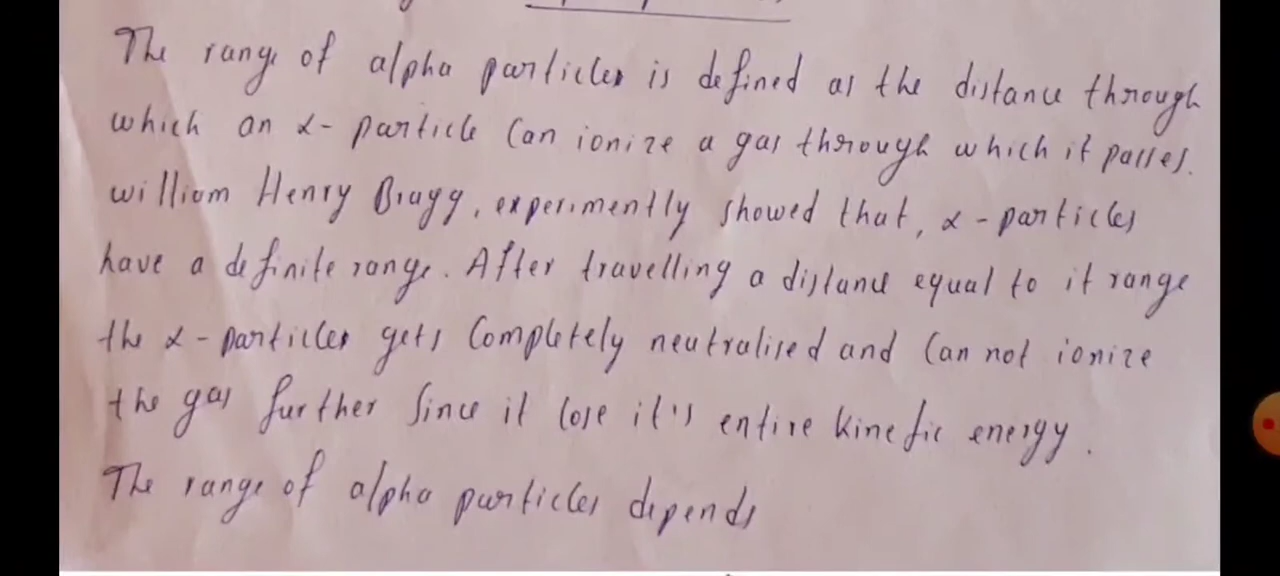 The range of alpha particles is defined as the distance through
which an α- particle can ionize a gas through which it passes.
william Henry Bragg, experimently showed that, α - particles
have a definite range. After travelling a distance equal to it range
the α - particles gets completely neutralised and can not ionize
the gas further since it lose it's entire kinetic energy.
The range of alpha particles depends